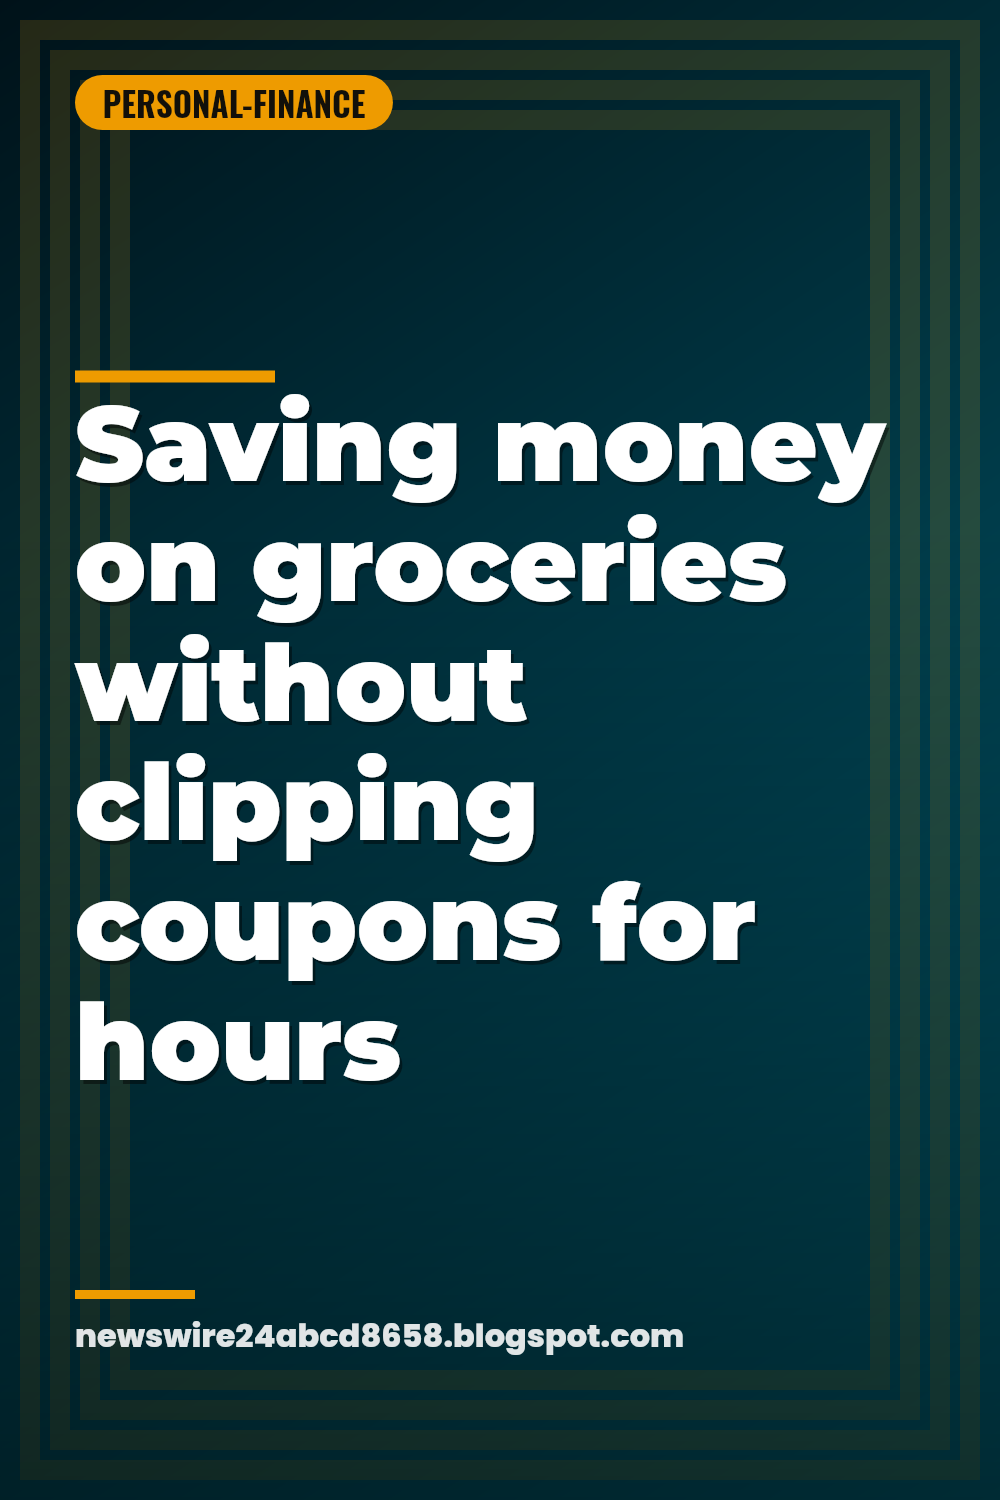 PERSONAL-FINANCE
Saving money
on groceries
without
clipping
coupons for
hours
newswire24abcd8658.blogspot.com